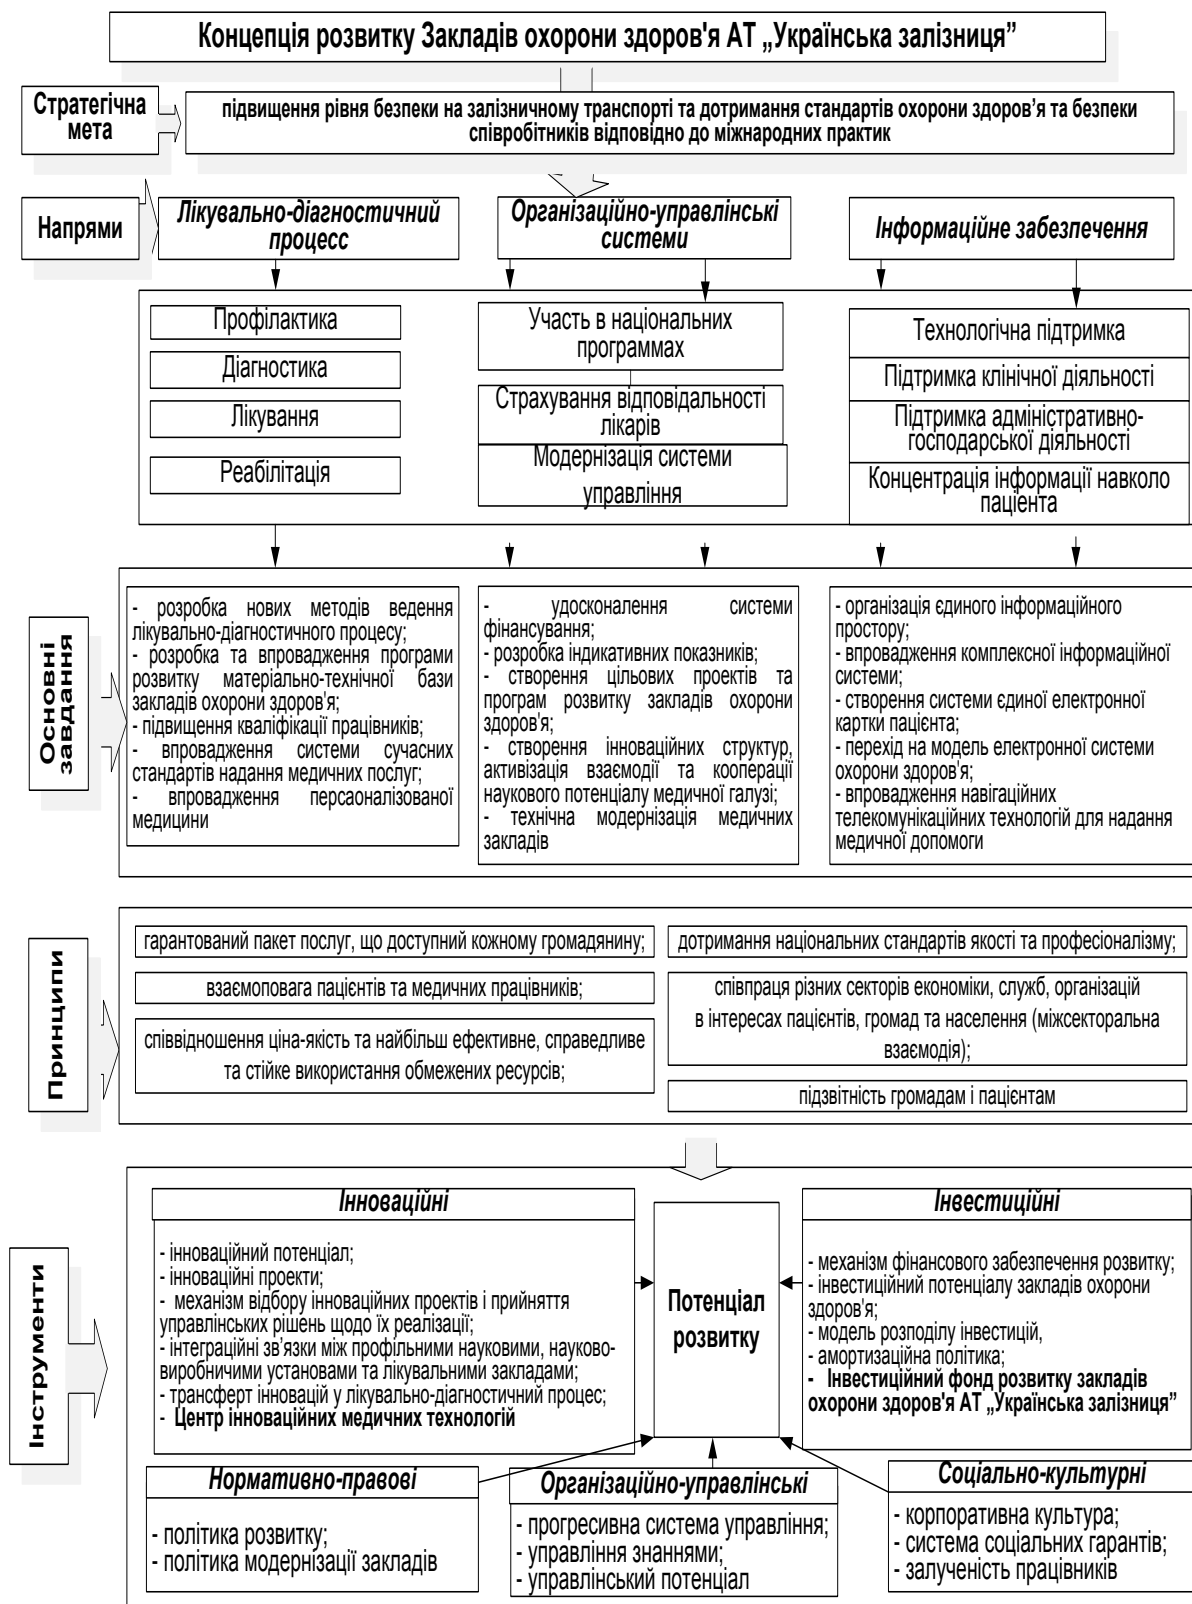 Концепція розвитку Закладів охорони здоров'я АТ „Українська залізниця”
Стратегічна
мета
підвищення рівня безпеки на залізничному транспорті та дотримання стандартів охорони здоров’я та безпеки
співробітників відповідно до міжнародних практик
Напрями
Лікувально-діагностичний
процесс
Організаційно-управлінські
системи
Інформаційне забезпечення
Профілактика
Діагностика
Лікування
Реабілітація
Участь в національних
программах
Страхування відповідальності
лікарів
Модернізація системи
управління
Технологічна підтримка
Підтримка клінічної діяльності
Підтримка адміністративно-
господарської діяльності
Концентрація інформації навколо
пацієнта
Основні
завдання
- розробка нових методів ведення
лікувально-діагностичного процесу;
- розробка та впровадження програми
розвитку матеріально-технічної бази
закладів охорони здоров'я;
- підвищення кваліфікації працівників;
- впровадження системи сучасних
стандартів надання медичних послуг;
- впровадження персаоналізованої
медицини
- удосконалення системи
фінансування;
- розробка індикативних показників;
- створення цільових проектів та
програм розвитку закладів охорони
здоров'я;
- створення інноваційних структур,
активізація взаємодії та кооперації
наукового потенціалу медичної галузі;
- технічна модернізація медичних
закладів
- організація єдиного інформаційного
простору;
- впровадження комплексної інформаційної
системи;
- створення системи єдиної електронної
картки пацієнта;
- перехід на модель електронної системи
охорони здоров'я;
- впровадження навігаційних
телекомунікаційних технологій для надання
медичної допомоги
Принципи
гарантований пакет послуг, що доступний кожному громадянину;
взаємоповага пацієнтів та медичних працівників;
співвідношення ціна-якість та найбільш ефективне, справедливе
та стійке використання обмежених ресурсів;
дотримання національних стандартів якості та професіоналізму;
співпраця різних секторів економіки, служб, організацій
в інтересах пацієнтів, громад та населення (міжсекторальна
взаємодія);
підзвітність громадам і пацієнтам
Інструменти
Інноваційні
- інноваційний потенціал;
- інноваційні проекти;
- механізм відбору інноваційних проектів і прийняття
управлінських рішень щодо їх реалізації;
- інтеграційні зв’язки між профільними науковими, науково-
виробничими установами та лікувальними закладами;
- трансферт інновацій у лікувально-діагностичний процес;
- Центр інноваційних медичних технологій
Потенціал
розвитку
Інвестиційні
- механізм фінансового забезпечення розвитку;
- інвестиційний потенціалу закладів охорони
здоров'я;
- модель розподілу інвестицій,
- амортизаційна політика;
- Інвестиційний фонд розвитку закладів
охорони здоров'я АТ „Українська залізниця”
Нормативно-правові
- політика розвитку;
- політика модернізації закладів
Організаційно-управлінські
- прогресивна система управління;
- управління знаннями;
- управлінський потенціал
Соціально-культурні
- корпоративна культура;
- система соціальних гарантів;
- залученість працівників